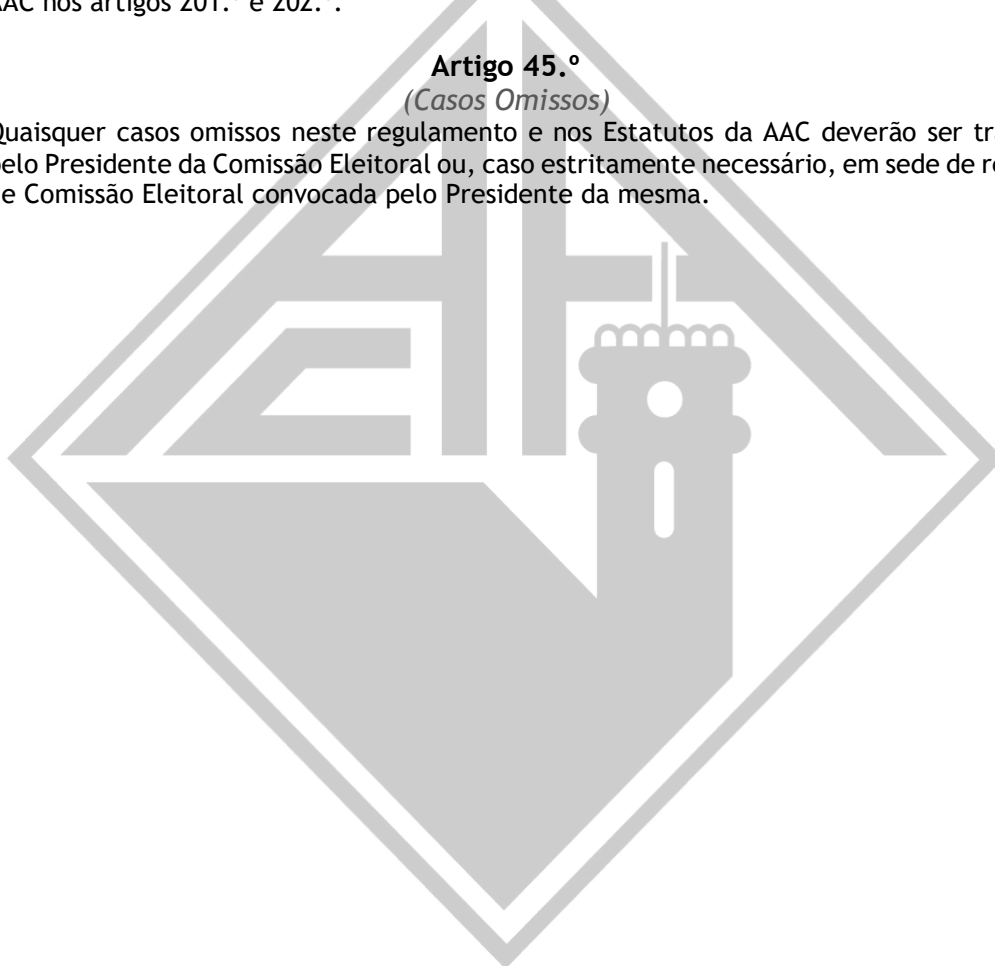 AAC nos artigos 201.º e 202.º.
Artigo 45.º
(Casos Omissos)
Quaisquer casos omissos neste regulamento e nos Estatutos da AAC deverão ser tr
pelo Presidente da Comissão Eleitoral ou, caso estritamente necessário, em sede de r
e Comissão Eleitoral convocada pelo Presidente da mesma.